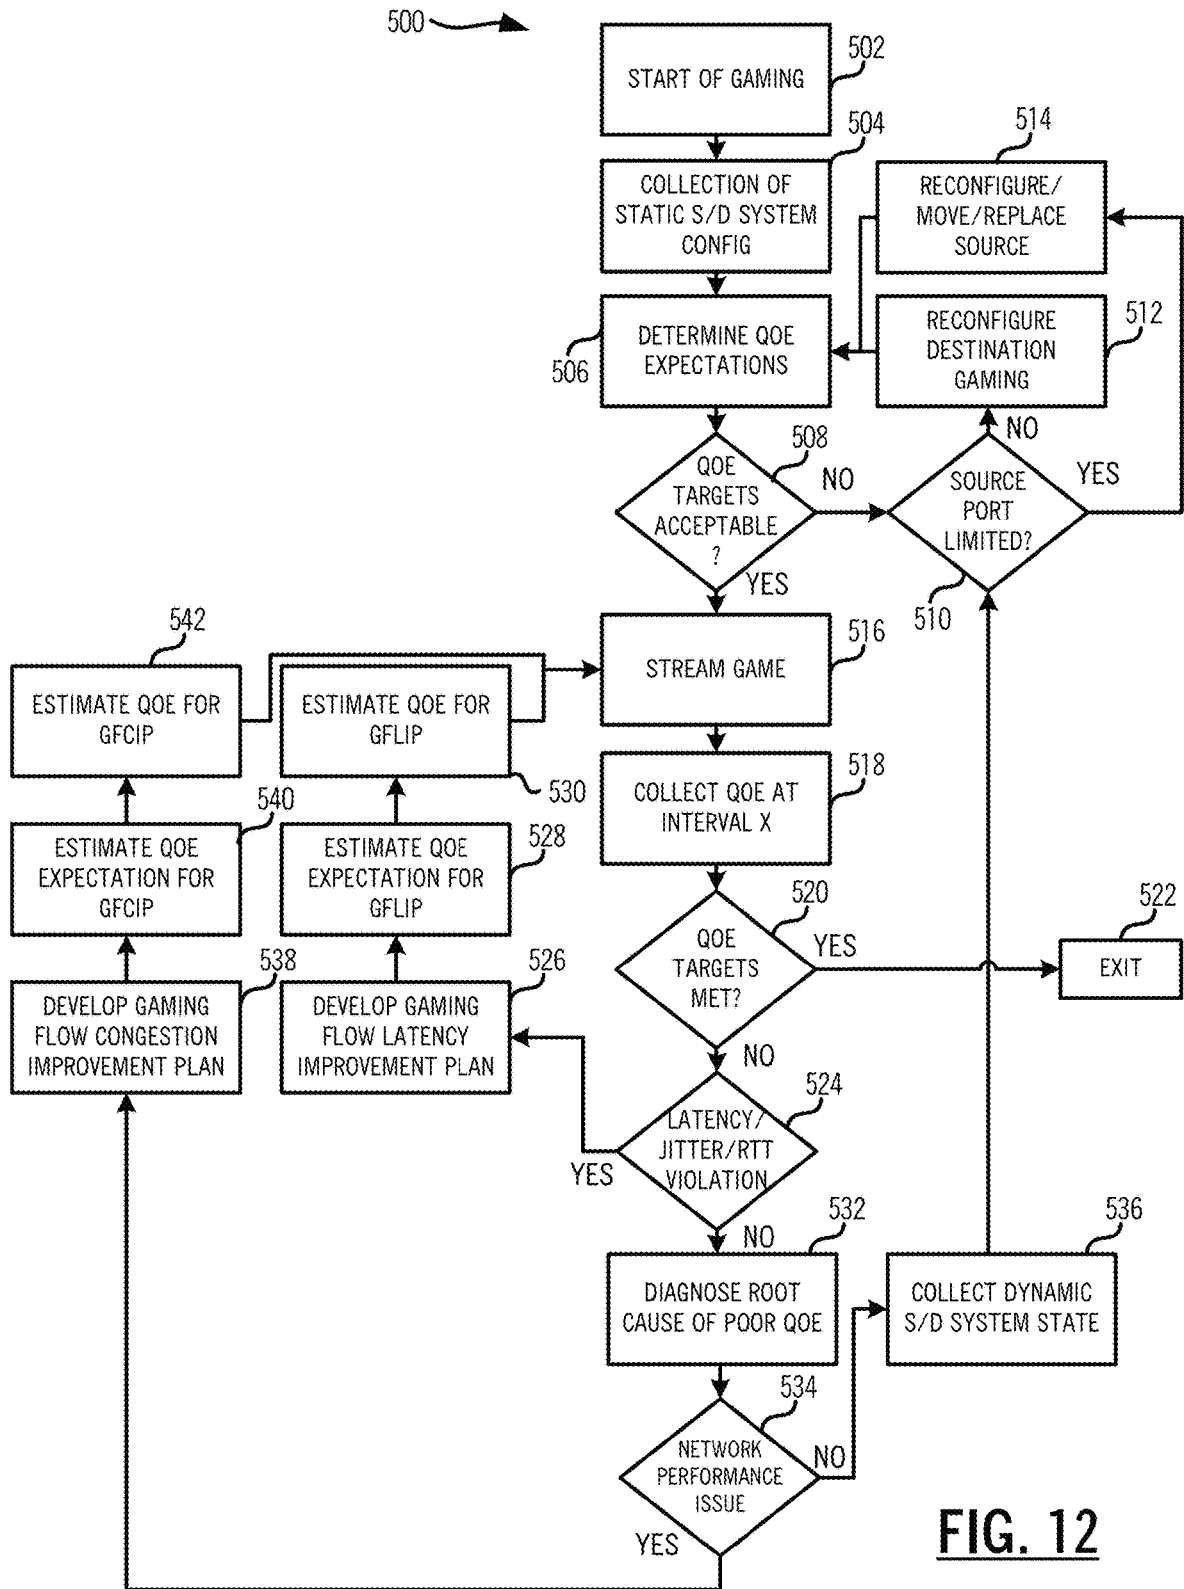 500
START OF GAMING
502
COLLECTION OF
STATIC S/D SYSTEM
CONFIG
504
RECONFIGURE/
MOVE/REPLACE
SOURCE
514
DETERMINE QOE
EXPECTATIONS
506
RECONFIGURE
DESTINATION
GAMING
512
QOE
TARGETS
ACCEPTABLE
?
508
NO
YES
SOURCE
PORT
LIMITED?
510
NO
YES
STREAM GAME
516
542
ESTIMATE QOE FOR
GFCIP
ESTIMATE QOE FOR
GFLIP
530
COLLECT QOE AT
INTERVAL X
518
540
ESTIMATE QOE
EXPECTATION FOR
GFCIP
ESTIMATE QOE
EXPECTATION FOR
GFLIP
528
QOE
TARGETS
MET?
520
YES
NO
522
EXIT
538
DEVELOP GAMING
FLOW CONGESTION
IMPROVEMENT PLAN
526
DEVELOP GAMING
FLOW LATENCY
IMPROVEMENT PLAN
LATENCY/
JITTER/RTT
VIOLATION
524
YES
NO
532
DIAGNOSE ROOT
CAUSE OF POOR QOE
536
COLLECT DYNAMIC
S/D SYSTEM STATE
534
NETWORK
PERFORMANCE
ISSUE
NO
YES
FIG. 12